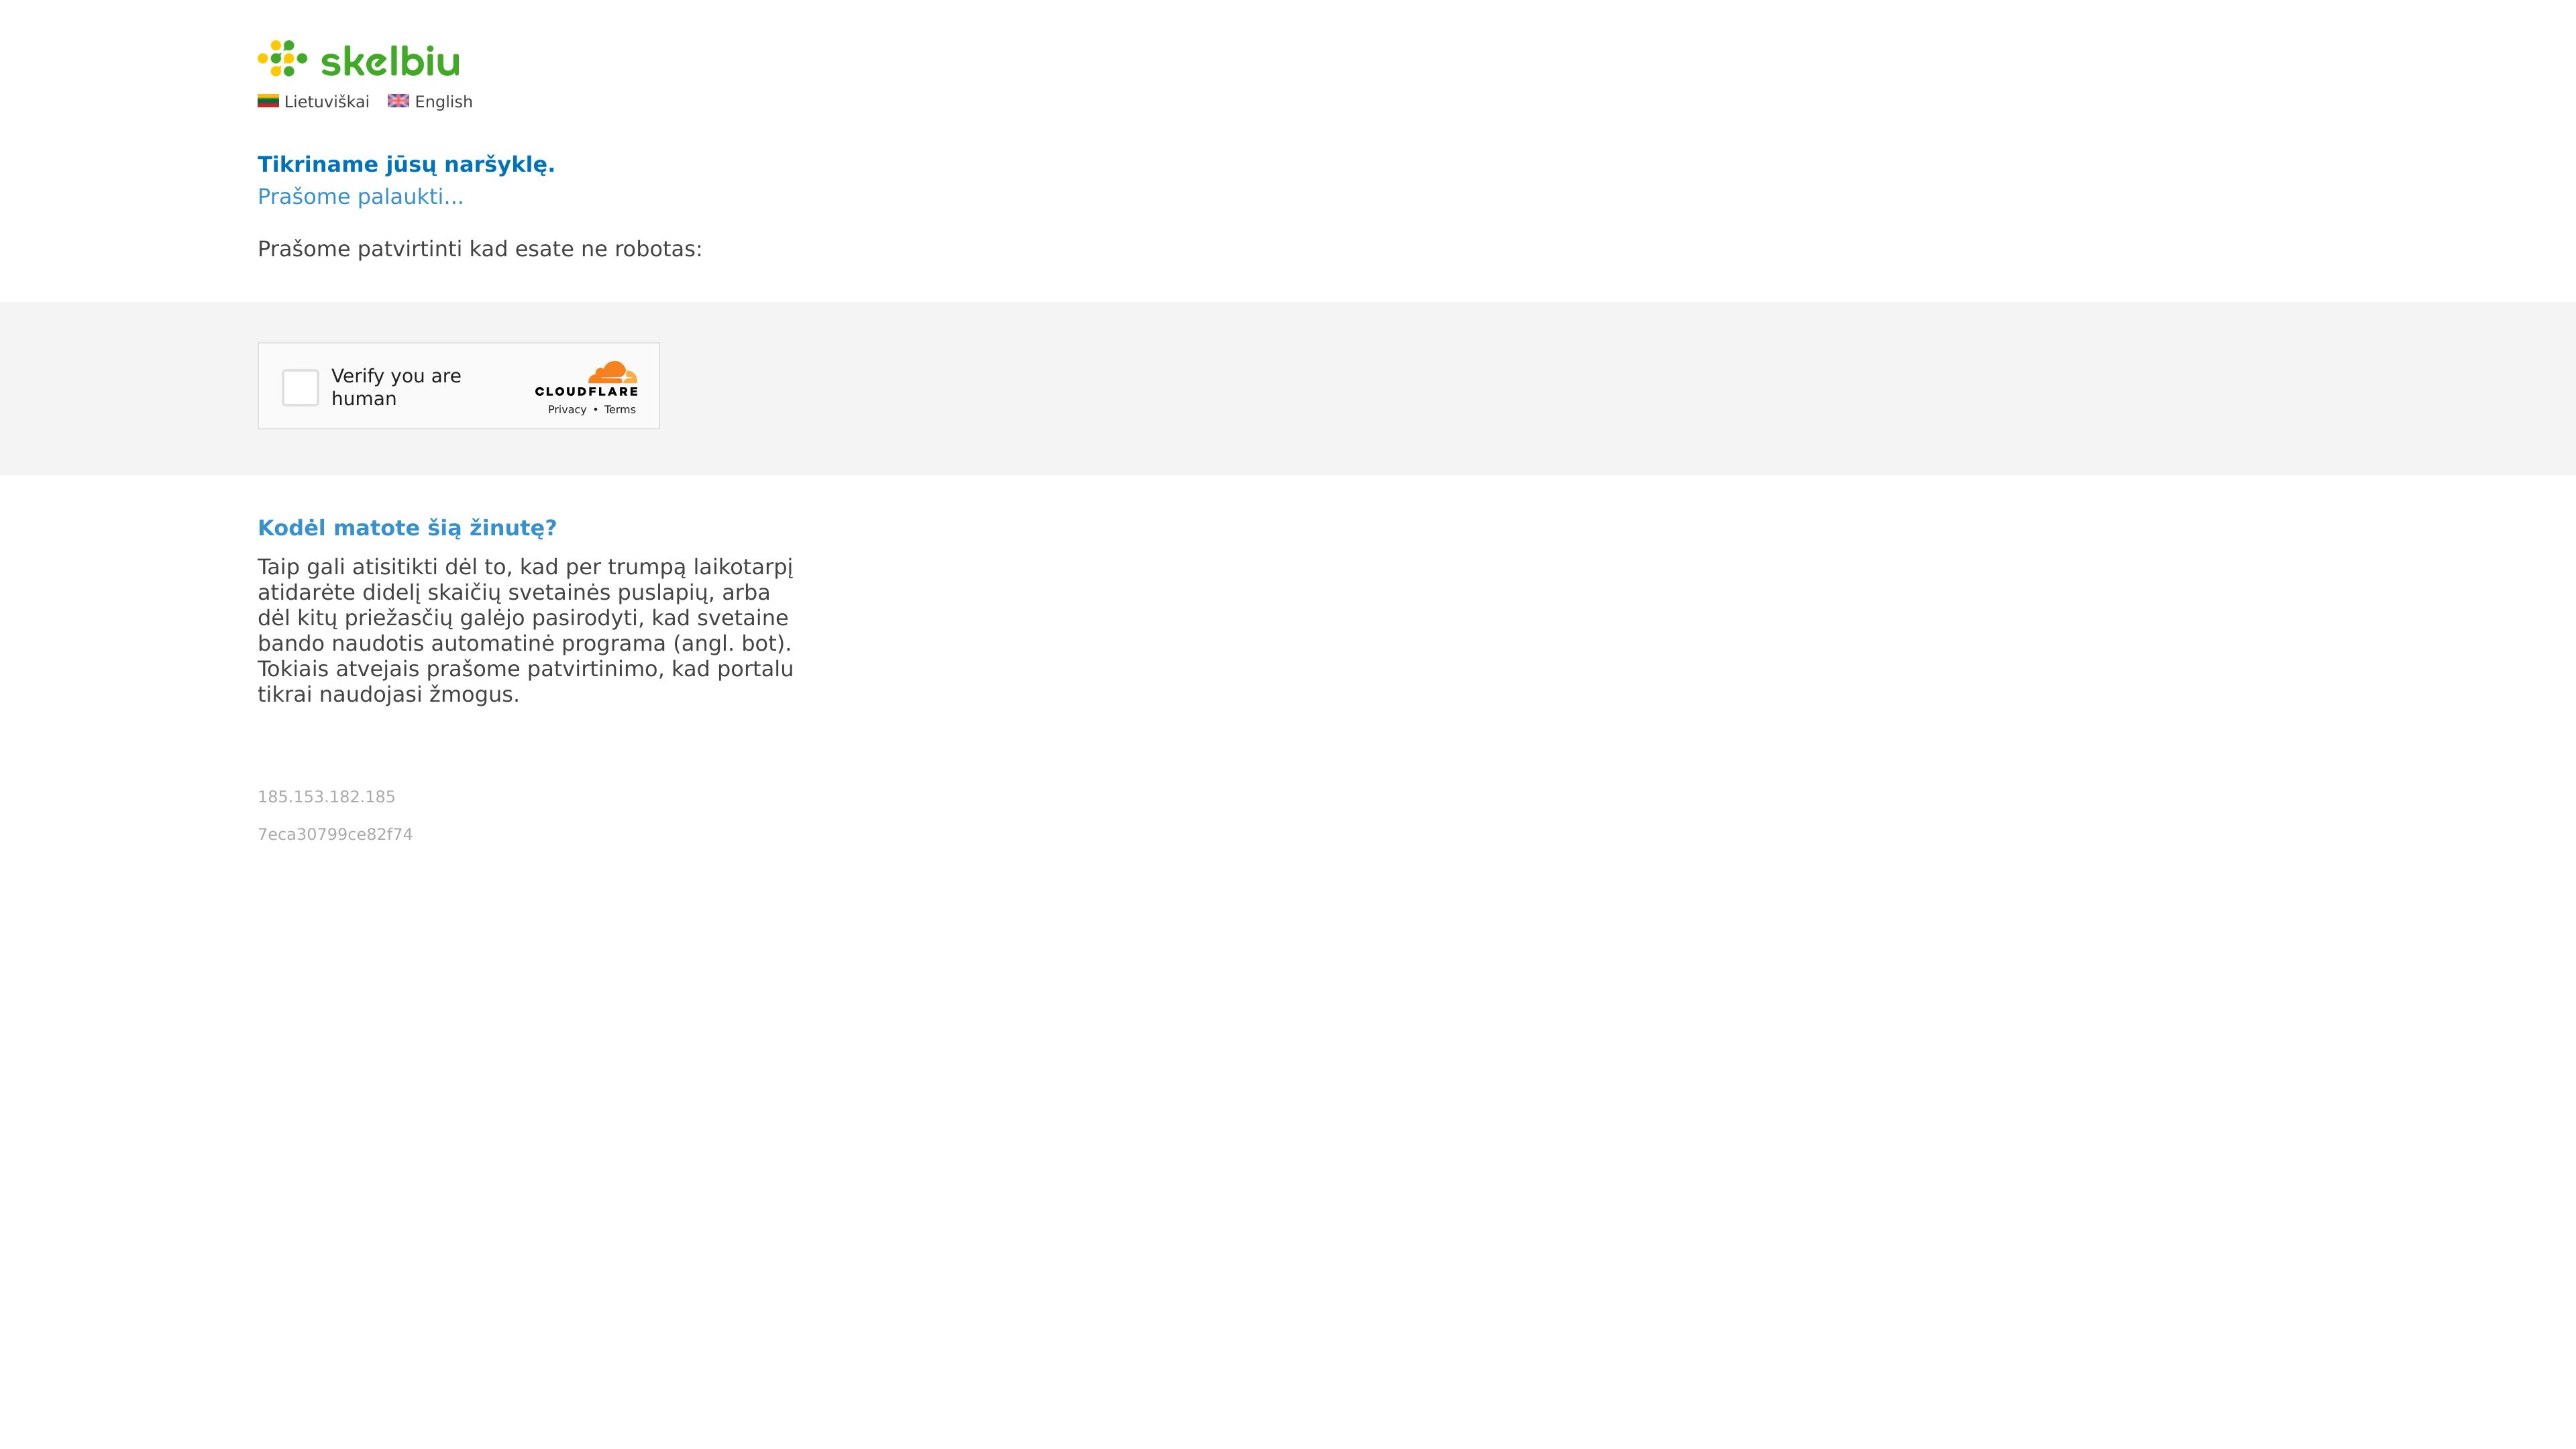 skelbiu
Lietuviškai English
Tikriname jūsų naršyklę.
Prašome palaukti...
Prašome patvirtinti kad esate ne robotas:
Verify you are
human
CLOUDFLARE
Privacy • Terms
Kodėl matote šią žinutę?
Taip gali atisitikti dėl to, kad per trumpą laikotarpį
atidarėte didelį skaičių svetainės puslapių, arba
dėl kitų priežasčių galėjo pasirodyti, kad svetaine
bando naudotis automatinė programa (angl. bot).
Tokiais atvejais prašome patvirtinimo, kad portalu
tikrai naudojasi žmogus.
185.153.182.185
7eca30799ce82f74